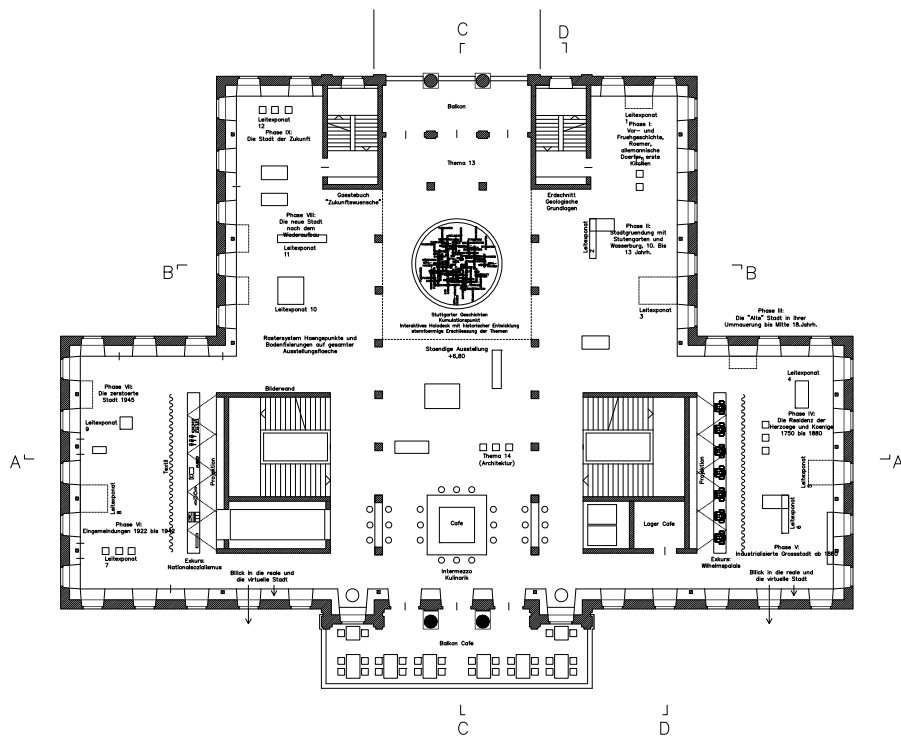 C
D
Balkon
Leitexponat
12
Phase IX:
Die Stadt der Zukunft
Leitexponat
1
Phase I:
Vor- und
Fruehgeschichte,
Roemer,
allemannische
Doerfer, erste
Kirchen
Thema 13
Gaestebuch
"Zukunftswuensche"
Erdschnitt
Geologische
Grundlagen
Phase VIII:
Die neue Stadt
nach dem
Wiederaufbau
Leitexponat
11
Leitexponat
2
Phase II:
Stadtgruendung mit
Stutengarten und
Wasserburg, 10. Bis
13 Jahrh.
B
B
Leitexponat 10
Leitexponat
3
Stuttgarter Geschichten
Kumulationspunkt
Interaktives Holodeck mit historischer Entwicklung
sternfoermige Erschliessung der Themen
Phase III:
Die "Alte" Stadt in ihrer
Ummauerung bis Mitte 18.Jahrh.
Rastersystem Haengepunkte und
Bodenfixierungen auf gesamter
Ausstellungsflaeche
Staendige Ausstellung
+6,80
Phase VII:
Die zerstoerte
Stadt 1945
Bilderwand
Leitexponat
4
Leitexponat
9
Phase IV:
Die Residenz der
Herzoege und Koenige
1750 bis 1880
A
A
Textil
Projektion
Thema 14
(Architektur)
Projektion
Leitexponat
5
Leitexponat
8
Leitexponat
6
Phase VI:
Eingemeindungen 1922 bis 1942
Cafe
Lager Cafe
Leitexponat
7
Phase V:
Industrialisierte Grossstadt ab 1880
Exkurs:
Nationalsozialismus
Intermezzo
Kulinarik
Exkurs:
Wilhelmspalais
Blick in die reale und
die virtuelle Stadt
Blick in die reale und
die virtuelle Stadt
Balkon Cafe
C
D